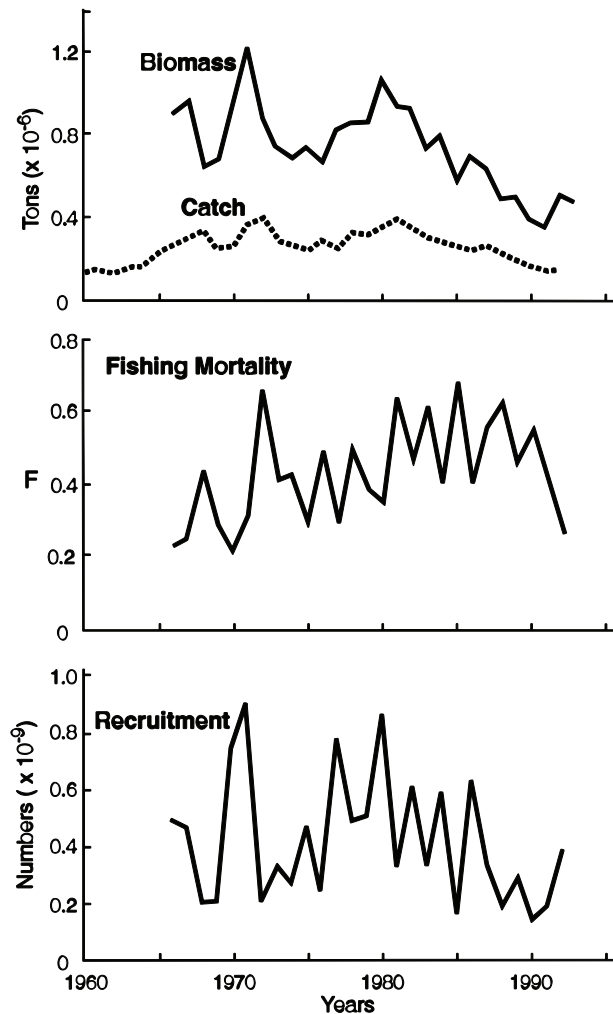 1.2
Biomass
0.8
Tons (x 10-6)
Catch
0.4
0
0.8
Fishing Mortality
0.6
F
0.4
0.2
0
1.0
Recruitment
0.8
Numbers ( x 10-9)
0.6
0.4
0.2
0
1960 1970 1980 1990
Years